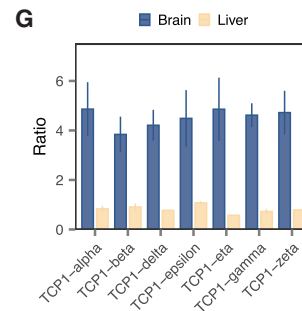 G
Brain Liver
Ratio
6
4
2
0
TCP1-alpha
TCP1-beta
TCP1-delta
TCP1-epsilon
TCP1-eta
TCP1-gamma
TCP1-zeta